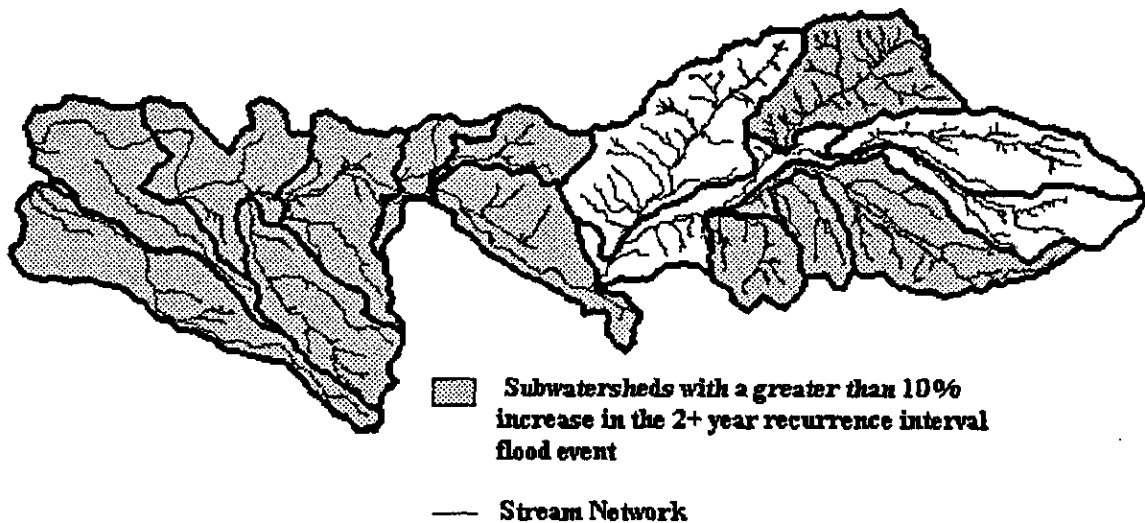 Subwatersheds with a greater than 10%
increase in the 2+ year recurrence interval
flood event
Stream Network